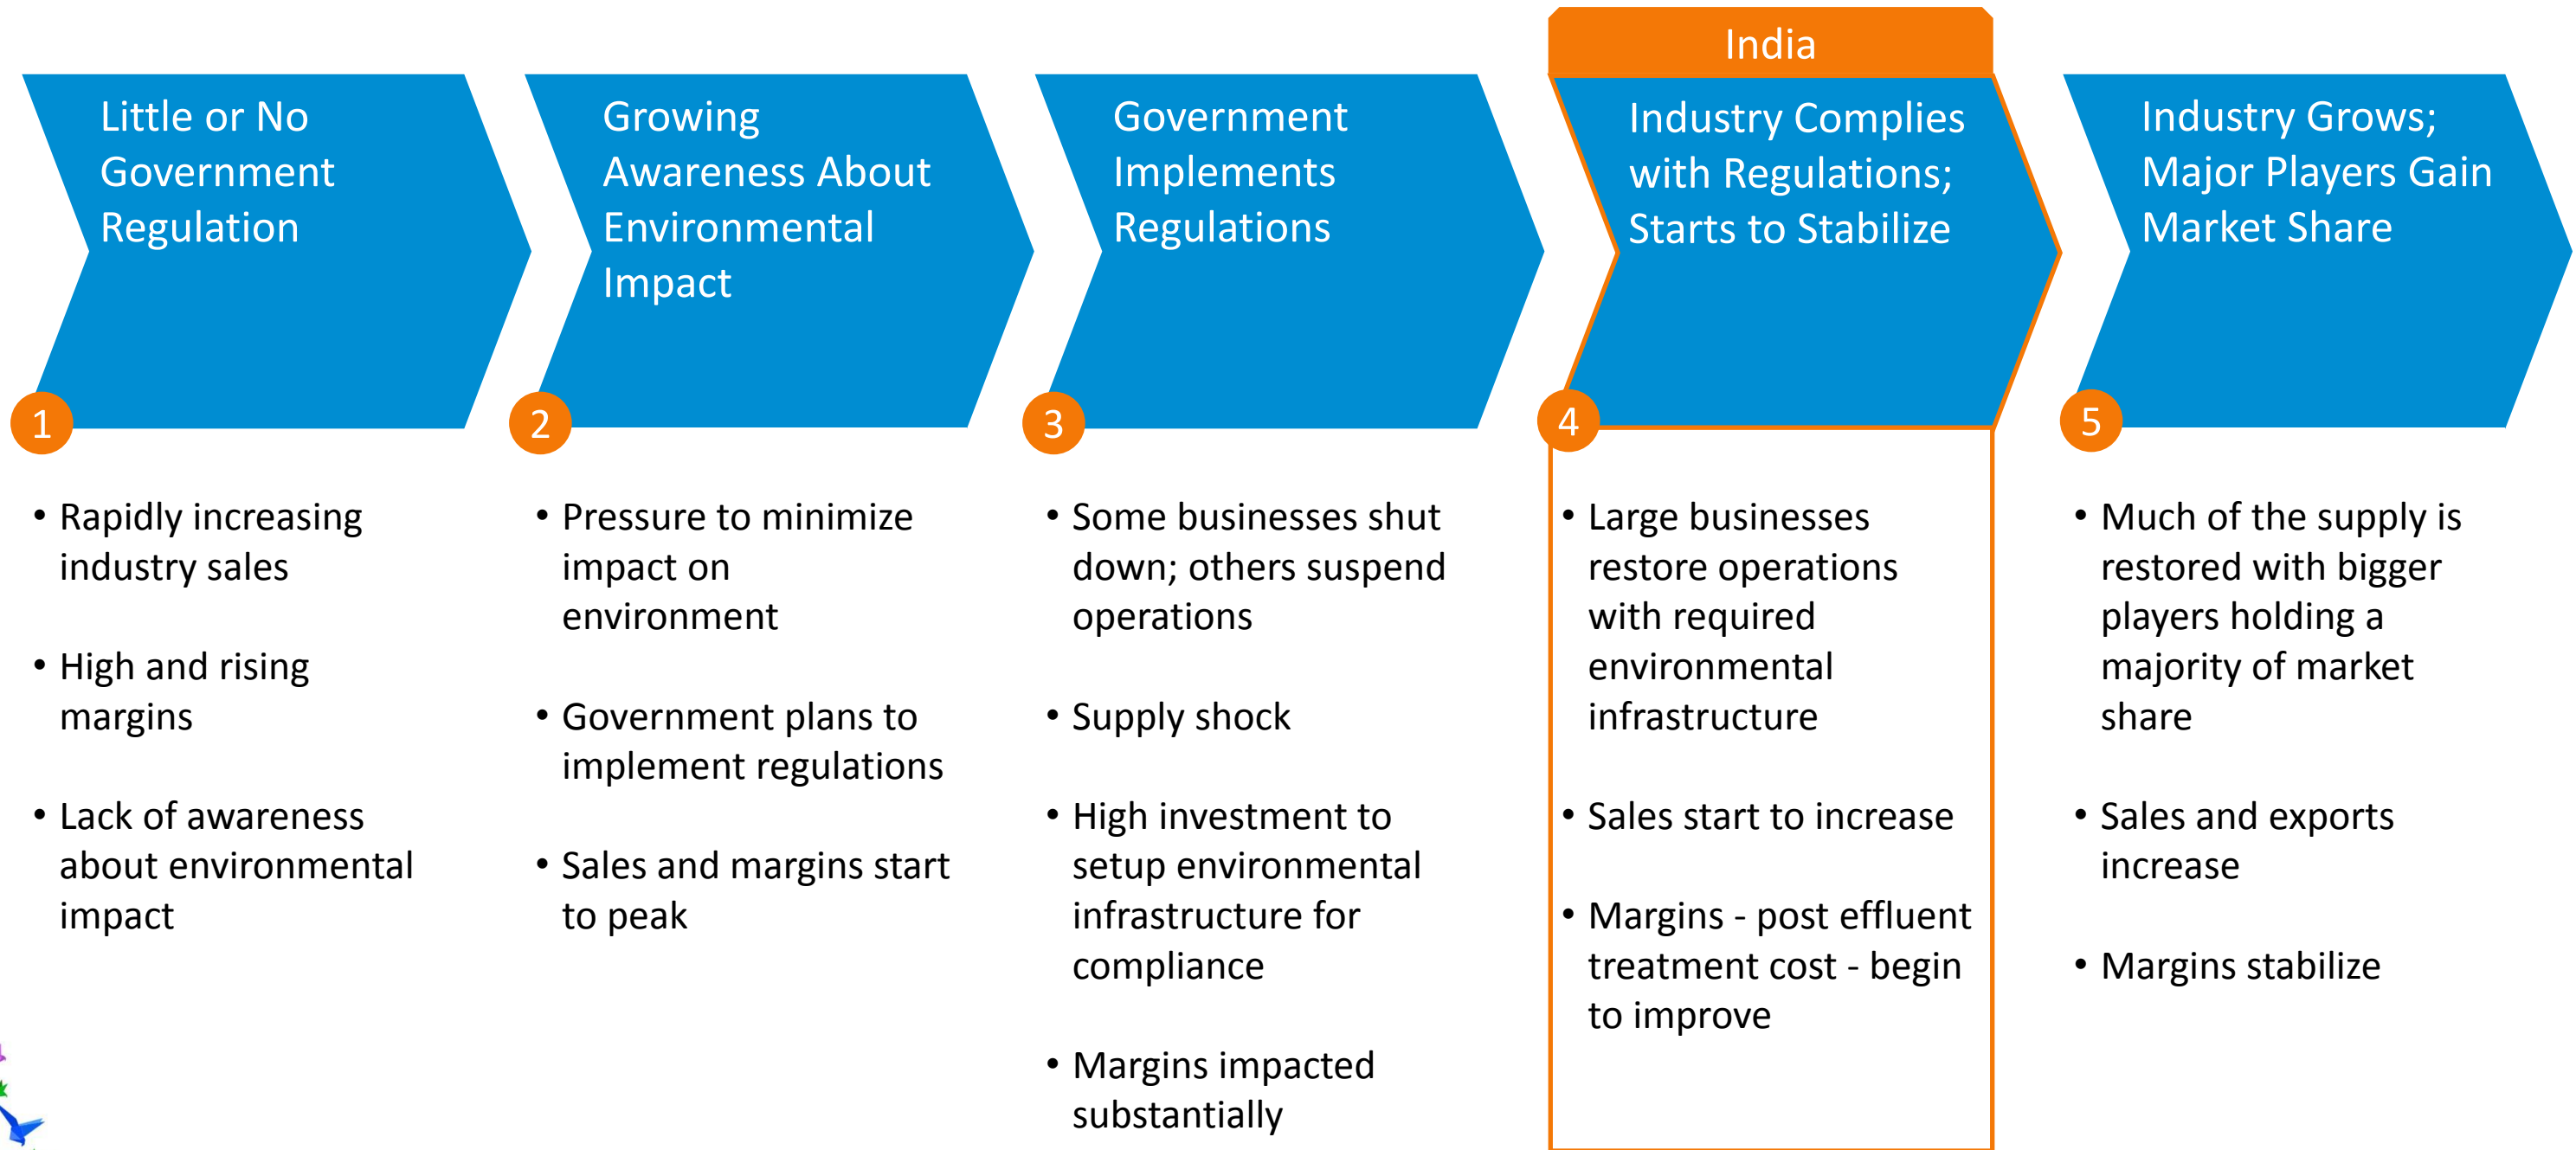 India
Little or No
Government
Regulation
1
Growing
Awareness About
Environmental
Impact
2
Government
Implements
Regulations
3
Industry Complies
with Regulations;
Starts to Stabilize
4
Industry Grows;
Major Players Gain
Market Share
5
• Rapidly increasing
industry sales
• High and rising
margins
• Lack of awareness
about environmental
impact
• Pressure to minimize
impact on
environment
• Government plans to
implement regulations
• Sales and margins start
to peak
• Some businesses shut
down; others suspend
operations
• Supply shock
• High investment to
setup environmental
infrastructure for
compliance
• Margins impacted
substantially
• Large businesses
restore operations
with required
environmental
infrastructure
• Sales start to increase
• Margins - post effluent
treatment cost - begin
to improve
• Much of the supply is
restored with bigger
players holding a
majority of market
share
• Sales and exports
increase
• Margins stabilize